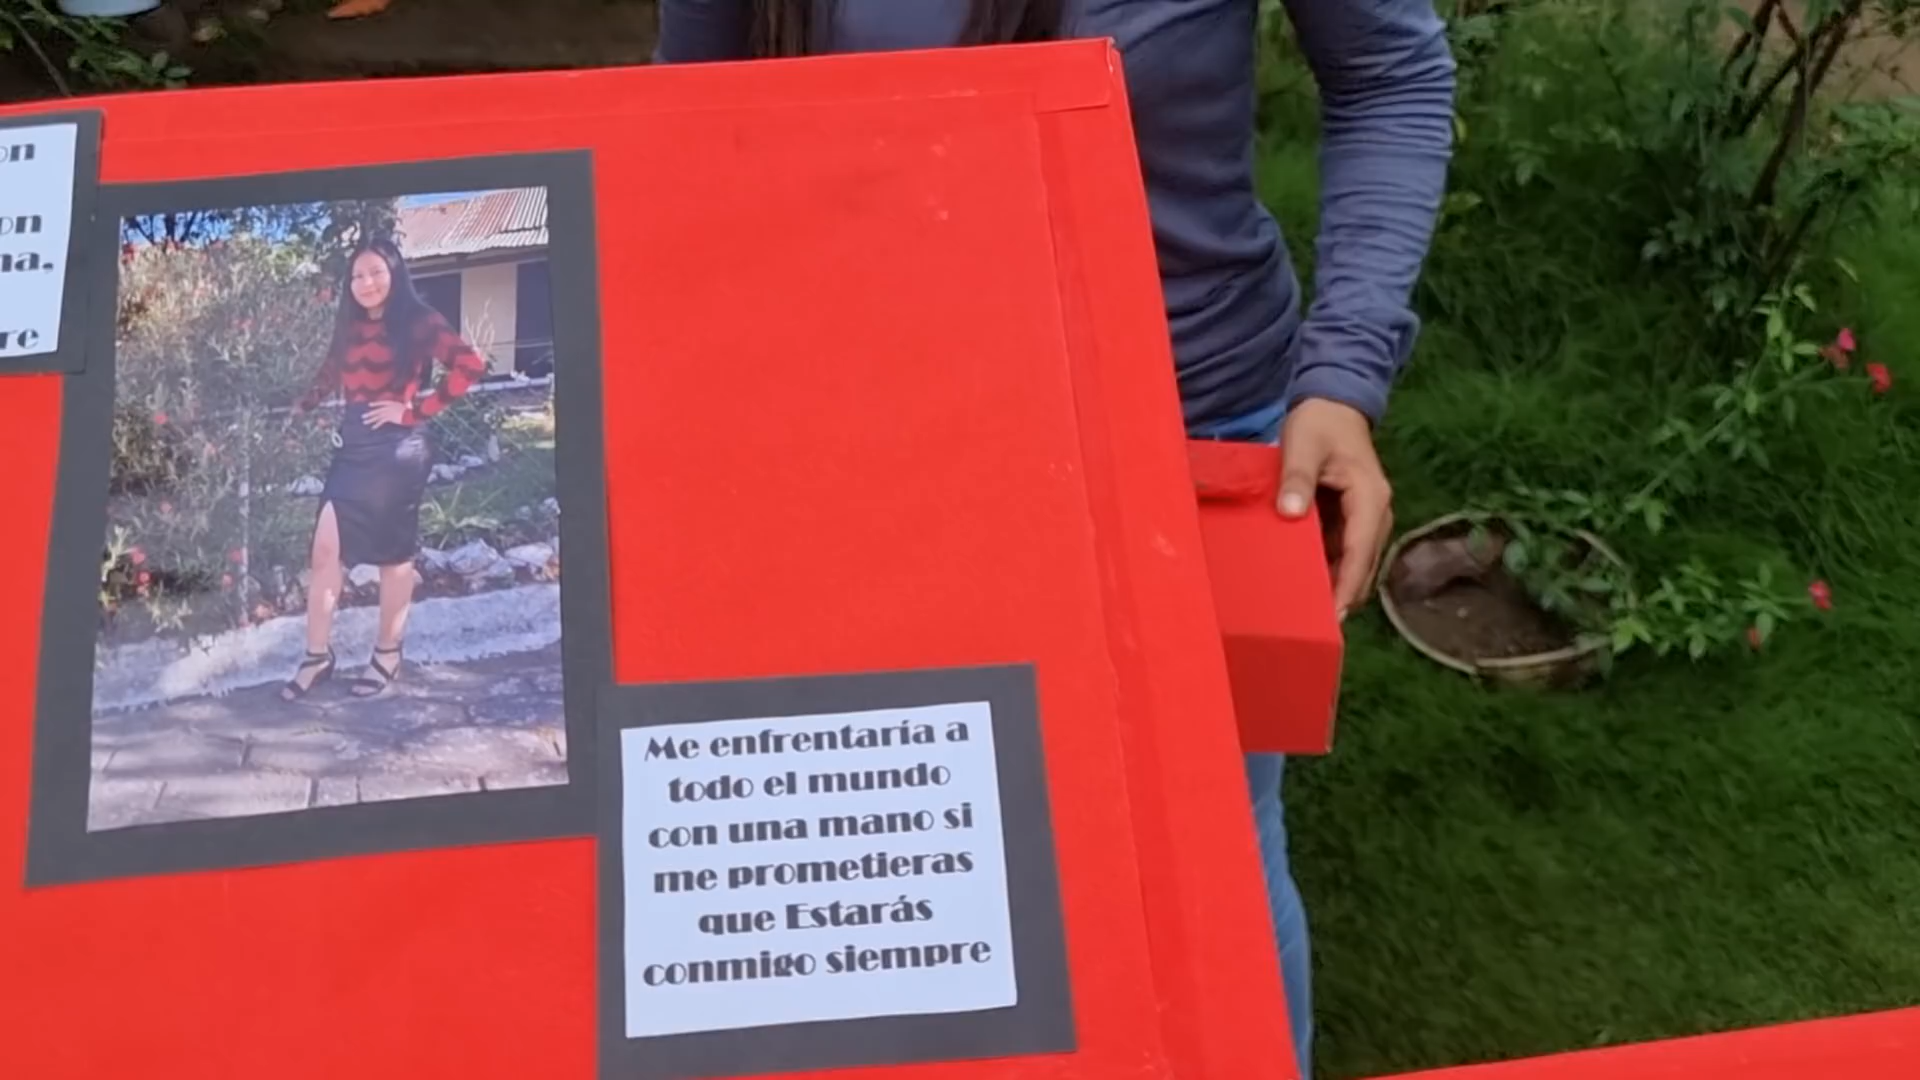 Me enfrentaría a
todo el mundo
con una mano si
me prometieras
que Estarás
conmigo siempre